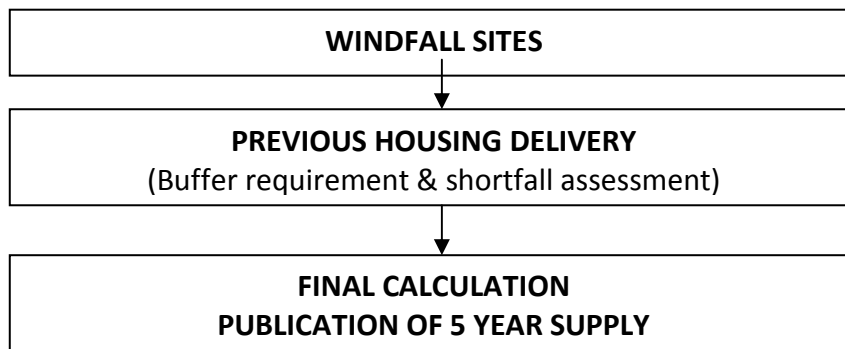 WINDFALL SITES
PREVIOUS HOUSING DELIVERY
(Buffer requirement & shortfall assessment)
FINAL CALCULATION
PUBLICATION OF 5 YEAR SUPPLY